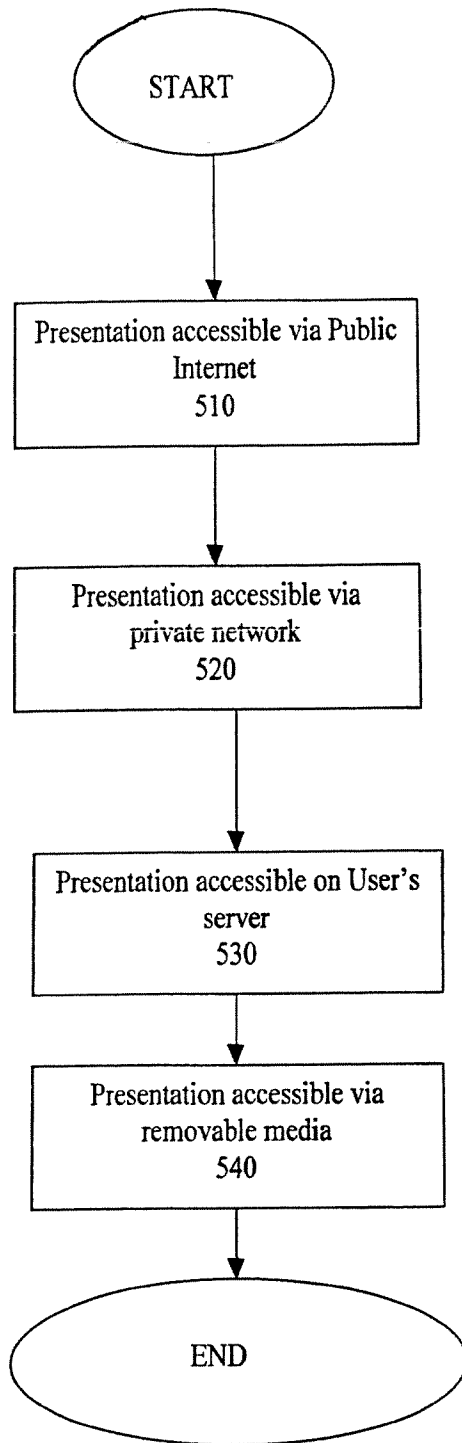 START
Presentation accessible via Public
Internet
510
Presentation accessible via
private network
520
Presentation accessible on User's
server
530
Presentation accessible via
removable media
540
END